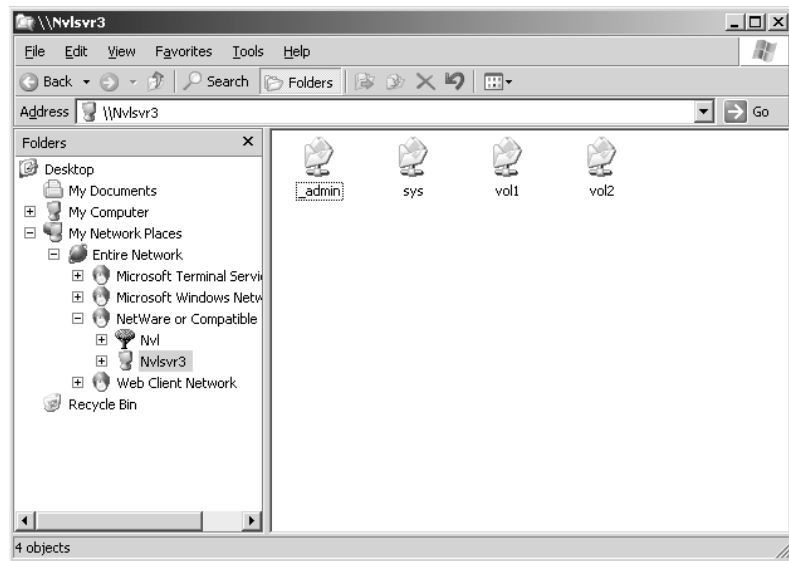 \\Nvlsvr3
File Edit View Favorites Tools Help
Back Search Folders
Address \\Nvlsvr3 Go
Folders
Desktop
My Documents
My Computer
My Network Places
Entire Network
Microsoft Terminal Servi
Microsoft Windows Netw
NetWare or Compatible
Nvl
Nvlsvr3
Web Client Network
Recycle Bin
_admin sys vol1 vol2
4 objects